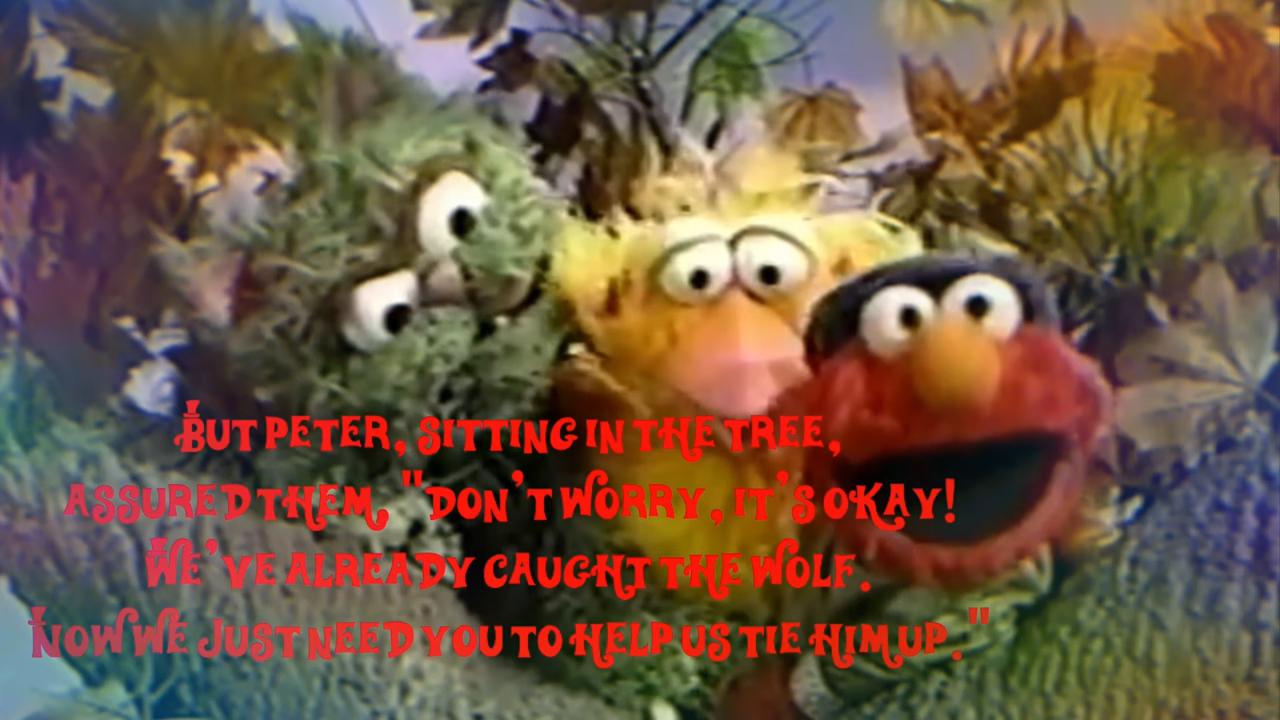 But Peter, sitting in the tree,
assured them, "Don't worry, it's okay!
We've already caught the wolf.
Now we just need you to help us tie him up."